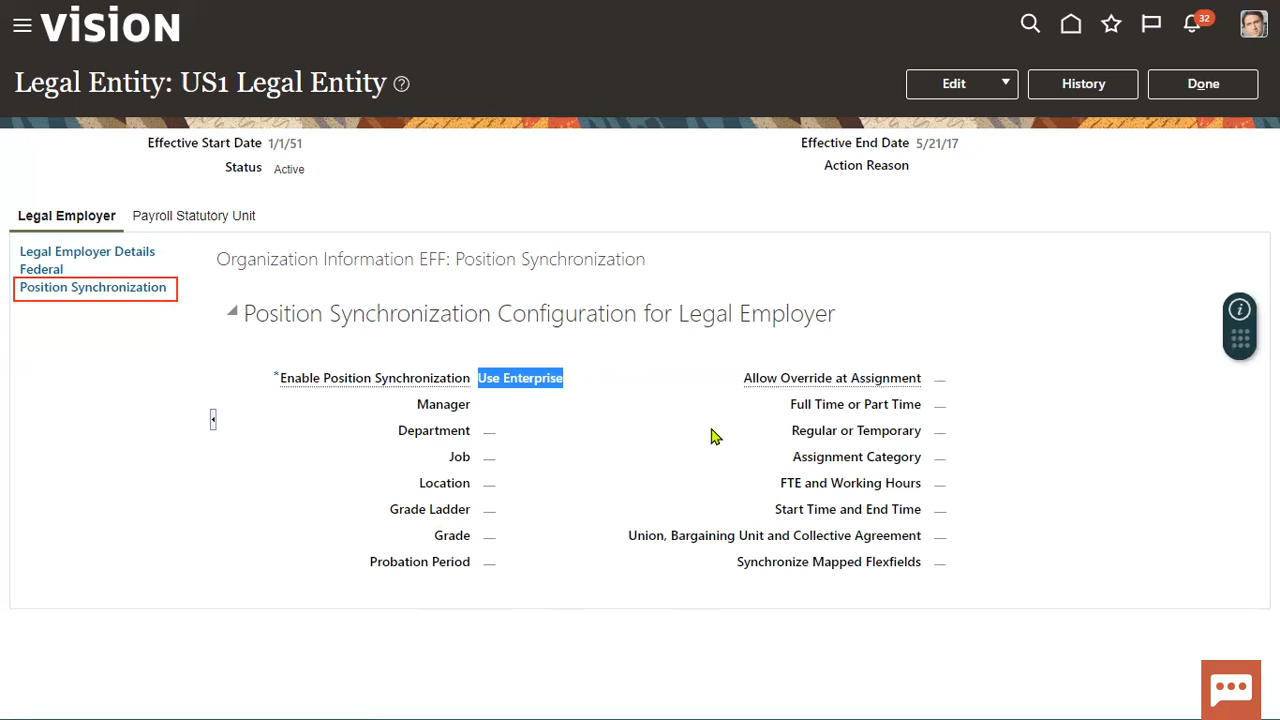 vision
32
Legal Entity: US1 Legal Entity ?
Edit
History
Done
Effective Start Date 1/1/51
Effective End Date 5/21/17
Status Active
Action Reason
Legal Employer Payroll Statutory Unit
Legal Employer Details
Federal
Position Synchronization
Organization Information EFF: Position Synchronization
Position Synchronization Configuration for Legal Employer
*Enable Position Synchronization Use Enterprise
Allow Override at Assignment
Manager
Full Time or Part Time
Department
Regular or Temporary
Job
Assignment Category
Location
FTE and Working Hours
Grade Ladder
Start Time and End Time
Grade
Union, Bargaining Unit and Collective Agreement
Probation Period
Synchronize Mapped Flexfields